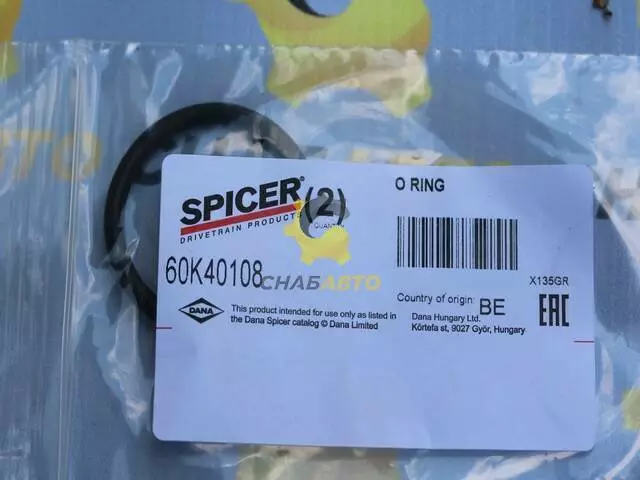 SPICER®
DRIVETRAIN PRODUCTS
(2)
QUANTITY
O RING
60K40108
СНАБАВТО
X135GR
Country of origin: BE
EAC
DANA
This product intended for use only as listed in
the Dana Spicer catalog © Dana Limited
Dana Hungary Ltd.
Körtefa st, 9027 Győr, Hungary